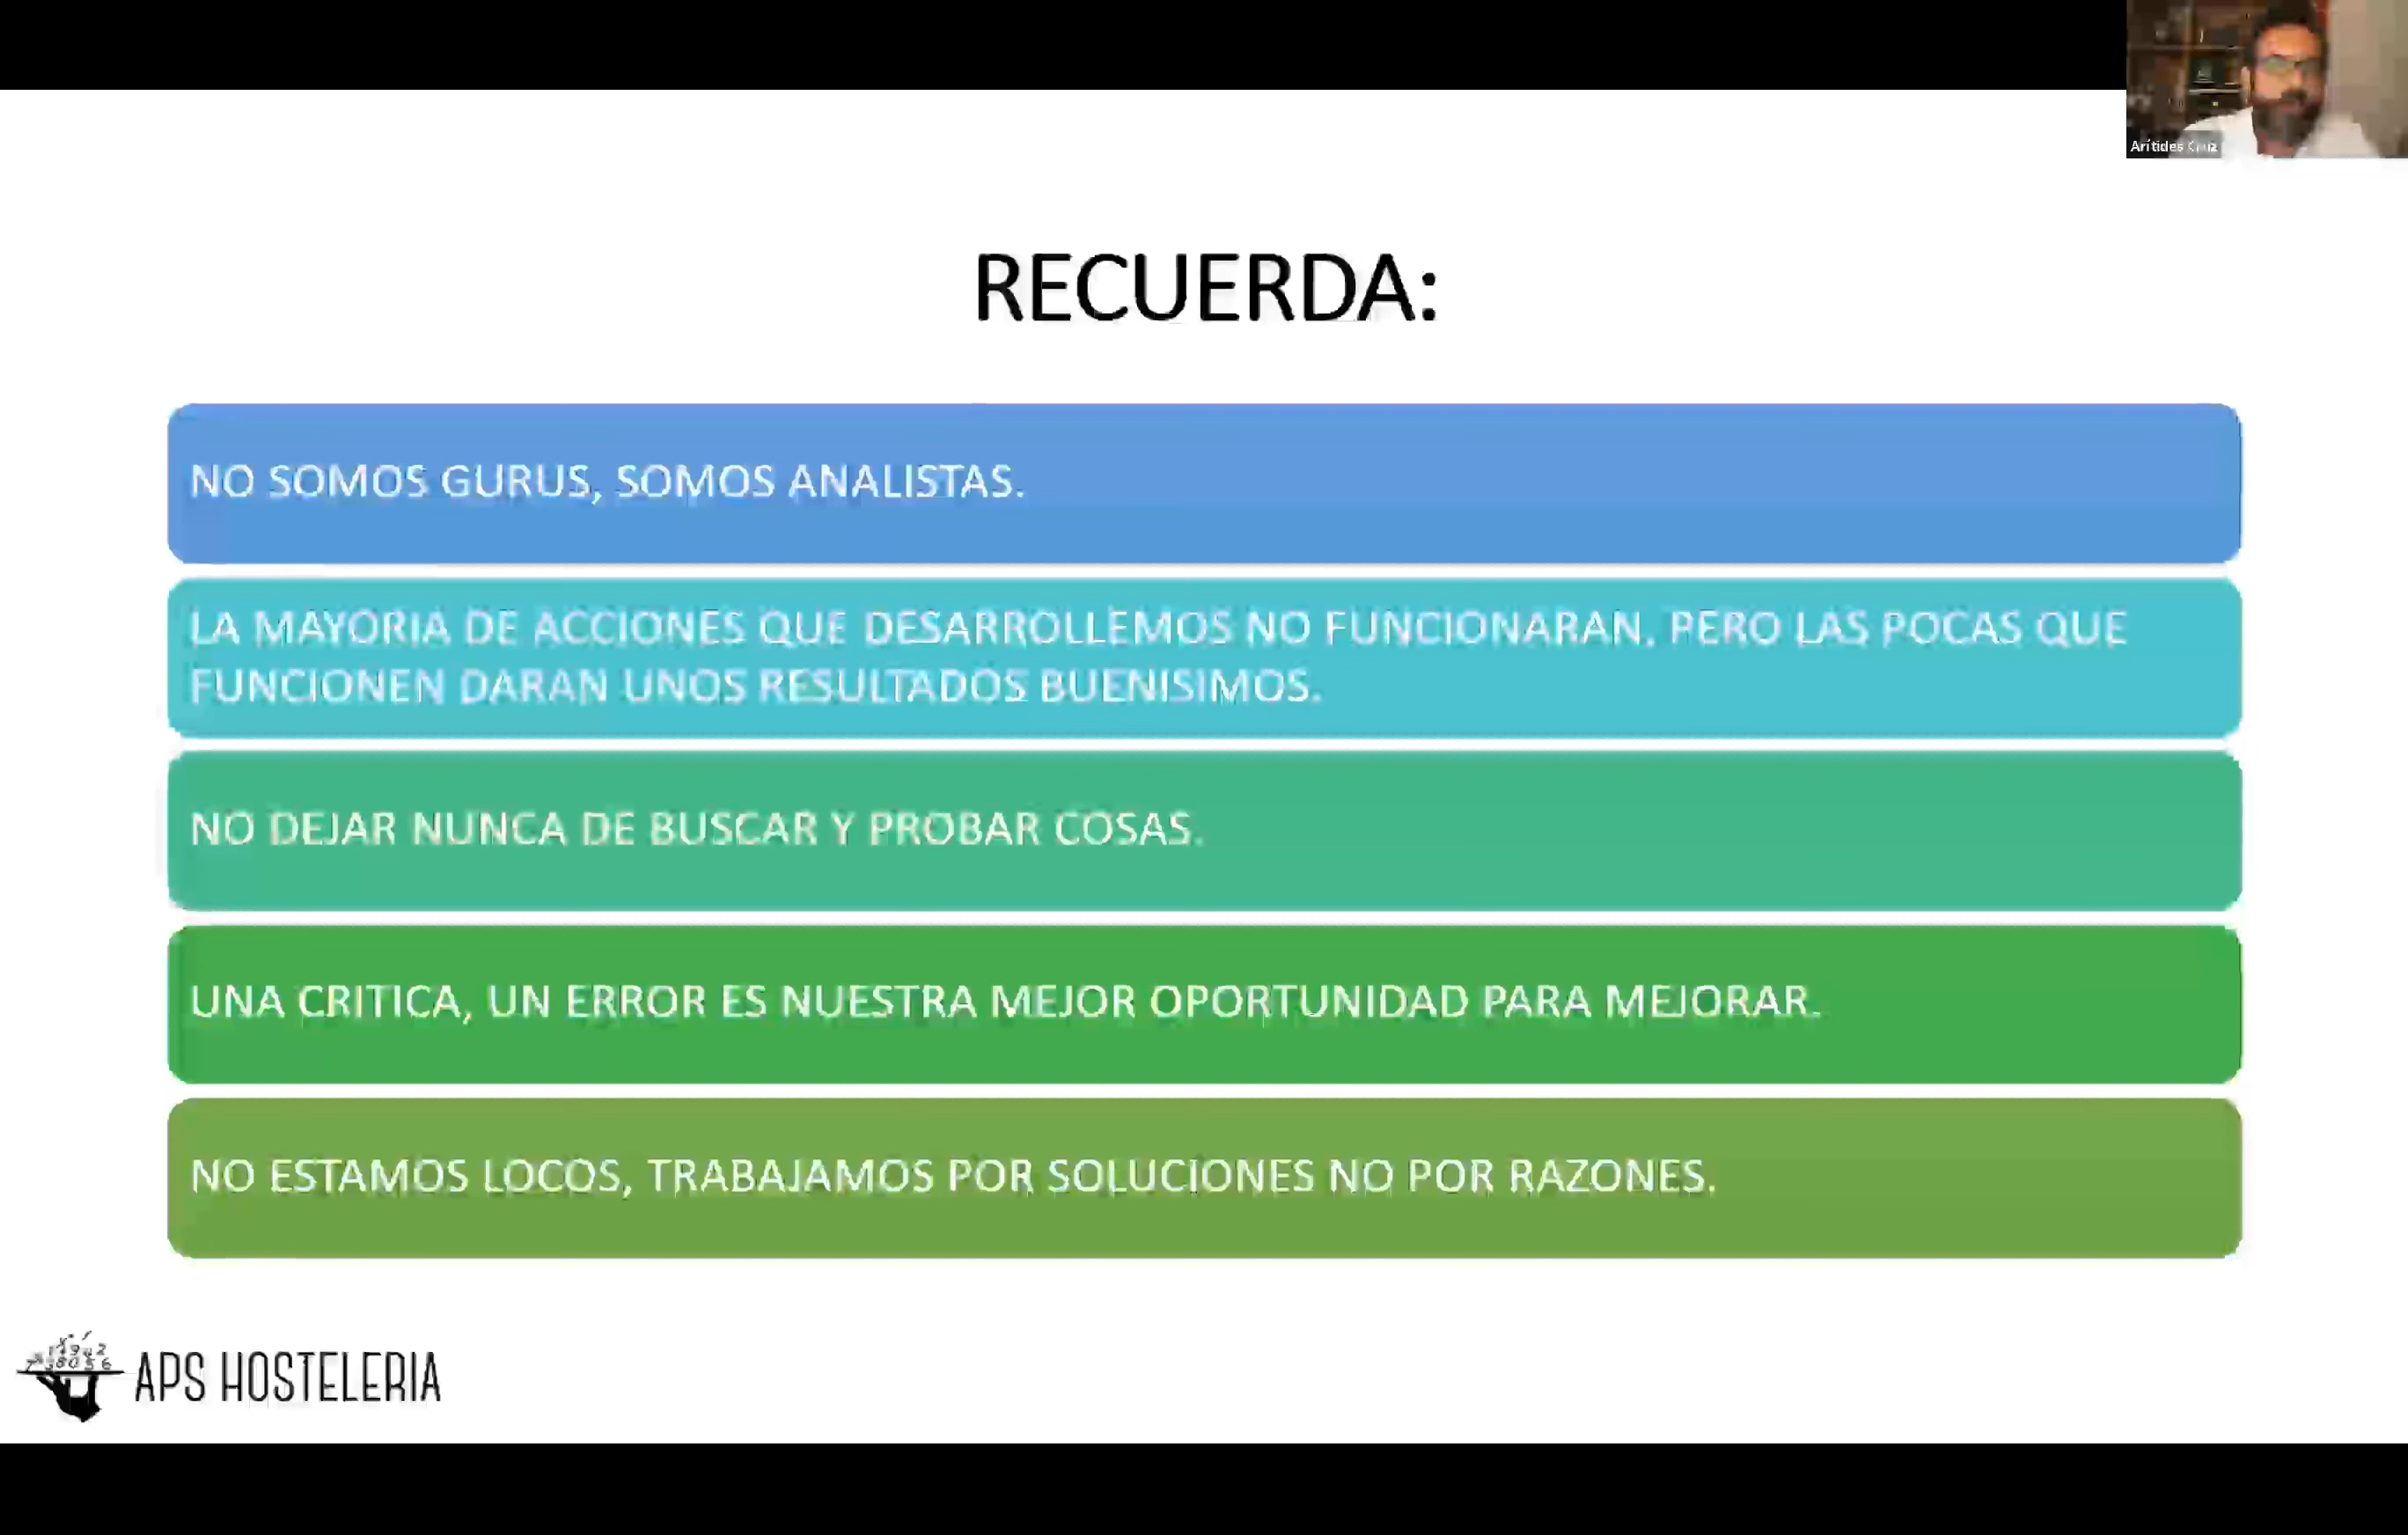 Arítides Cruz
RECUERDA:
NO SOMOS GURUS, SOMOS ANALISTAS.
LA MAYORIA DE ACCIONES QUE DESARROLLEMOS NO FUNCIONARAN, PERO LAS POCAS QUE
FUNCIONEN DARAN UNOS RESULTADOS BUENISIMOS.
NO DEJAR NUNCA DE BUSCAR Y PROBAR COSAS.
UNA CRITICA, UN ERROR ES NUESTRA MEJOR OPORTUNIDAD PARA MEJORAR.
NO ESTAMOS LOCOS, TRABAJAMOS POR SOLUCIONES NO POR RAZONES.
APS HOSTELERIA